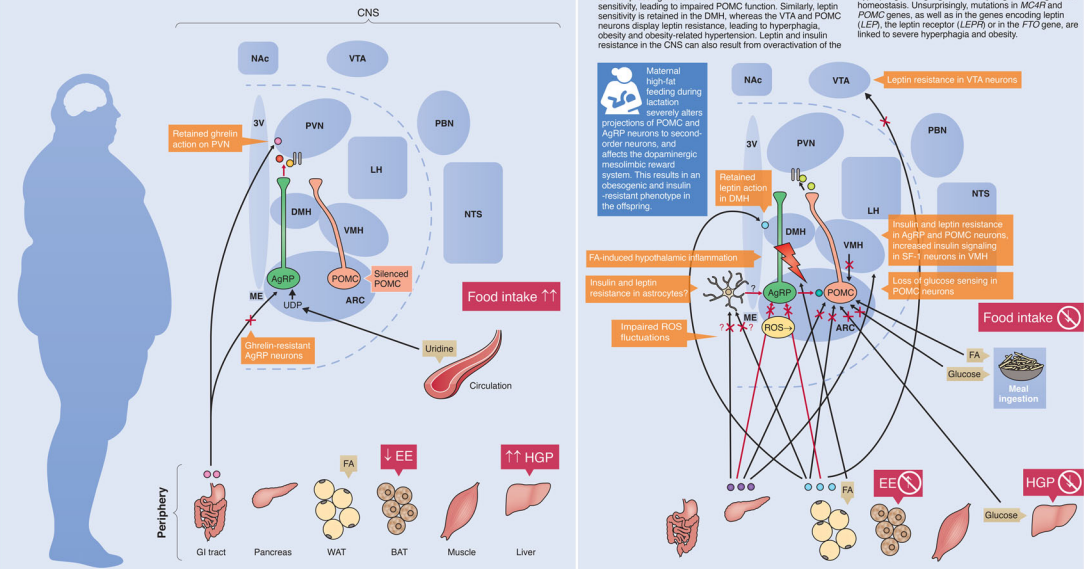 CNS
NAc
VTA
3V
PVN
PBN
Retained ghrelin
action on PVN
LH
NTS
DMH
VMH
AgRP
POMC
Silenced
POMC
ME
UDP
ARC
Food intake ↑↑
Ghrelin-resistant
AgRP neurons
Uridine
Circulation
Periphery
FA
↓ EE
↑↑ HGP
GI tract
Pancreas
WAT
BAT
Muscle
Liver
sensitivity, leading to impaired POMC function. Similarly, leptin
sensitivity is retained in the DMH, whereas the VTA and POMC
neurons display leptin resistance, leading to hyperphagia,
obesity and obesity-related hypertension. Leptin and insulin
resistance in the CNS can also result from overactivation of the
homeostasis. Unsurprisingly, mutations in MC4R and
POMC genes, as well as in the genes encoding leptin
(LEP), the leptin receptor (LEPR) or in the FTO gene, are
linked to severe hyperphagia and obesity.
Maternal
high-fat
feeding during
lactation
severely alters
projections of POMC and
AgRP neurons to second-
order neurons, and
affects the dopaminergic
mesolimbic reward
system. This results in an
obesogenic and insulin
-resistant phenotype in
the offspring.
NAc
VTA
Leptin resistance in VTA neurons
3V
PVN
PBN
Retained
leptin action
in DMH
LH
NTS
DMH
VMH
Insulin and leptin resistance
in AgRP and POMC neurons,
increased insulin signaling
in SF-1 neurons in VMH
FA-induced hypothalamic inflammation
Insulin and leptin
resistance in astrocytes?
?
AgRP
POMC
Loss of glucose sensing in
POMC neurons
Impaired ROS
fluctuations
?
?
ME
ROS→
ARC
Food intake
FA
Glucose
Meal
ingestion
FA
EE
HGP
Glucose